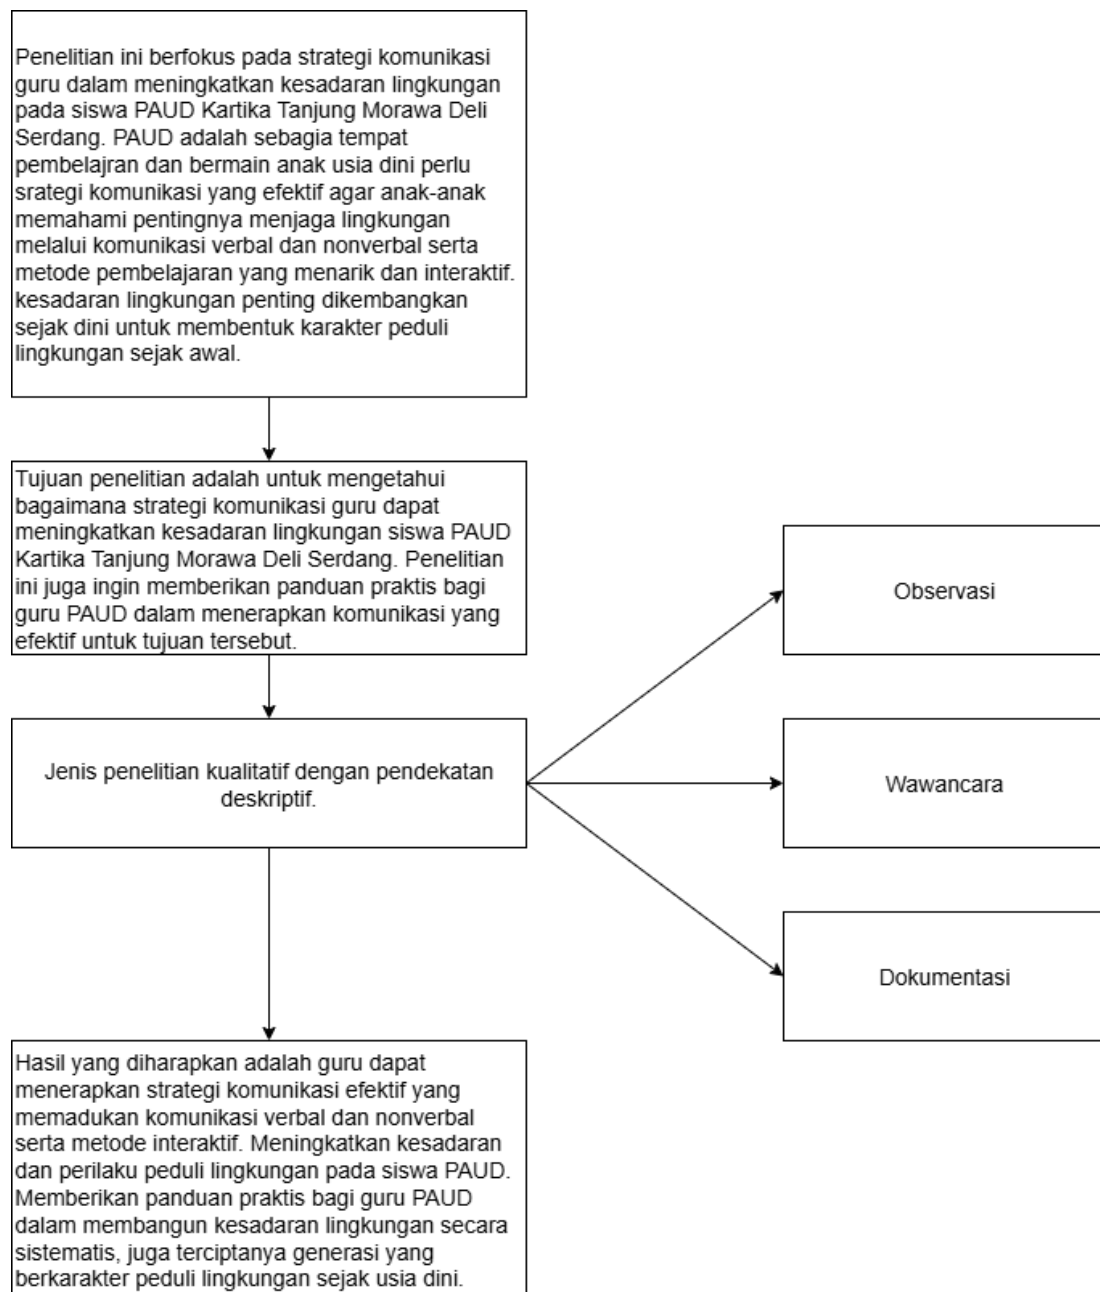 Penelitian ini berfokus pada strategi komunikasi
guru dalam meningkatkan kesadaran lingkungan
pada siswa PAUD Kartika Tanjung Morawa Deli
Serdang. PAUD adalah sebagia tempat
pembelajran dan bermain anak usia dini perlu
srategi komunikasi yang efektif agar anak-anak
memahami pentingnya menjaga lingkungan
melalui komunikasi verbal dan nonverbal serta
metode pembelajaran yang menarik dan interaktif.
kesadaran lingkungan penting dikembangkan
sejak dini untuk membentuk karakter peduli
lingkungan sejak awal.
Tujuan penelitian adalah untuk mengetahui
bagaimana strategi komunikasi guru dapat
meningkatkan kesadaran lingkungan siswa PAUD
Kartika Tanjung Morawa Deli Serdang. Penelitian
ini juga ingin memberikan panduan praktis bagi
guru PAUD dalam menerapkan komunikasi yang
efektif untuk tujuan tersebut.
Jenis penelitian kualitatif dengan pendekatan
deskriptif.
Observasi
Wawancara
Dokumentasi
Hasil yang diharapkan adalah guru dapat
menerapkan strategi komunikasi efektif yang
memadukan komunikasi verbal dan nonverbal
serta metode interaktif. Meningkatkan kesadaran
dan perilaku peduli lingkungan pada siswa PAUD.
Memberikan panduan praktis bagi guru PAUD
dalam membangun kesadaran lingkungan secara
sistematis, juga terciptanya generasi yang
berkarakter peduli lingkungan sejak usia dini.